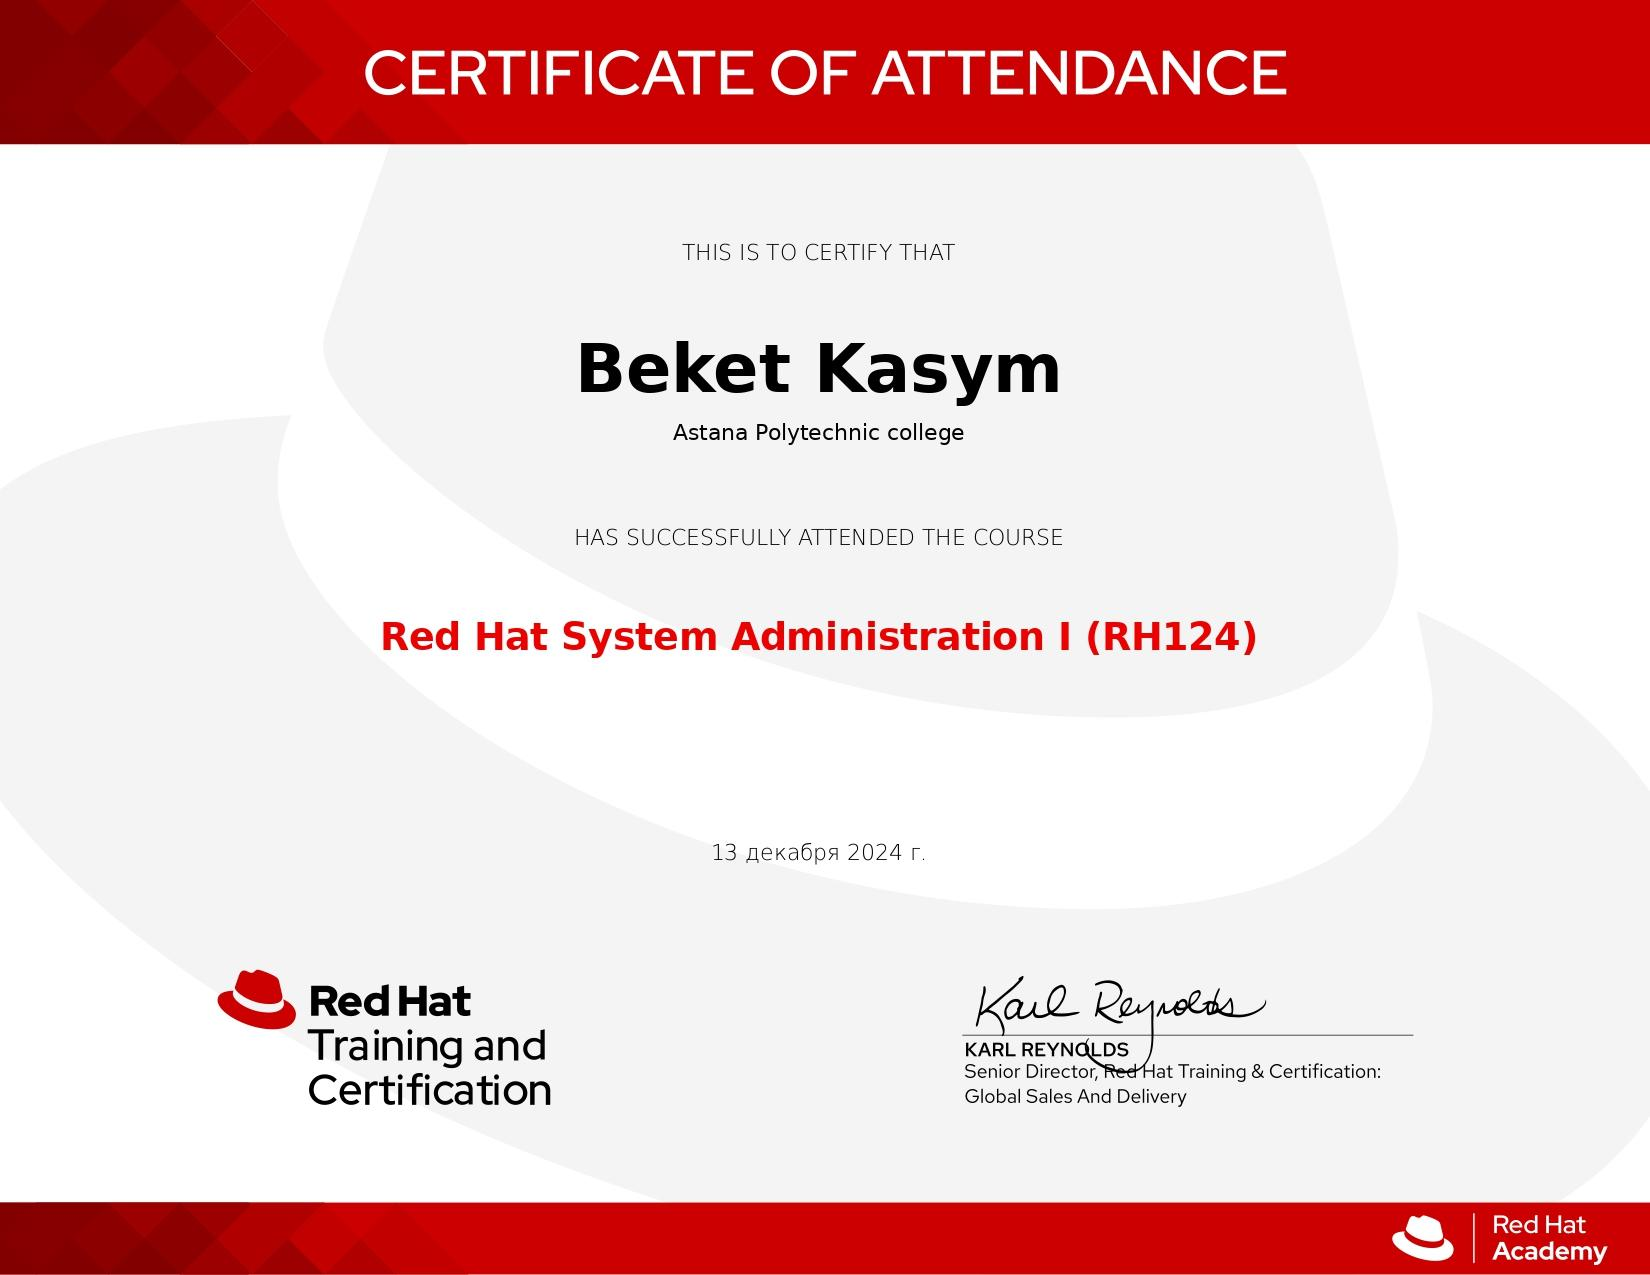 CERTIFICATE OF ATTENDANCE
THIS IS TO CERTIFY THAT
Beket Kasym
Astana Polytechnic college
HAS SUCCESSFULLY ATTENDED THE COURSE
Red Hat System Administration I (RH124)
13 декабря 2024 г.
Red Hat
Training and
Certification
Karl Reynolds
KARL REYNOLDS
Senior Director, Red Hat Training & Certification:
Global Sales And Delivery
Red Hat
Academy